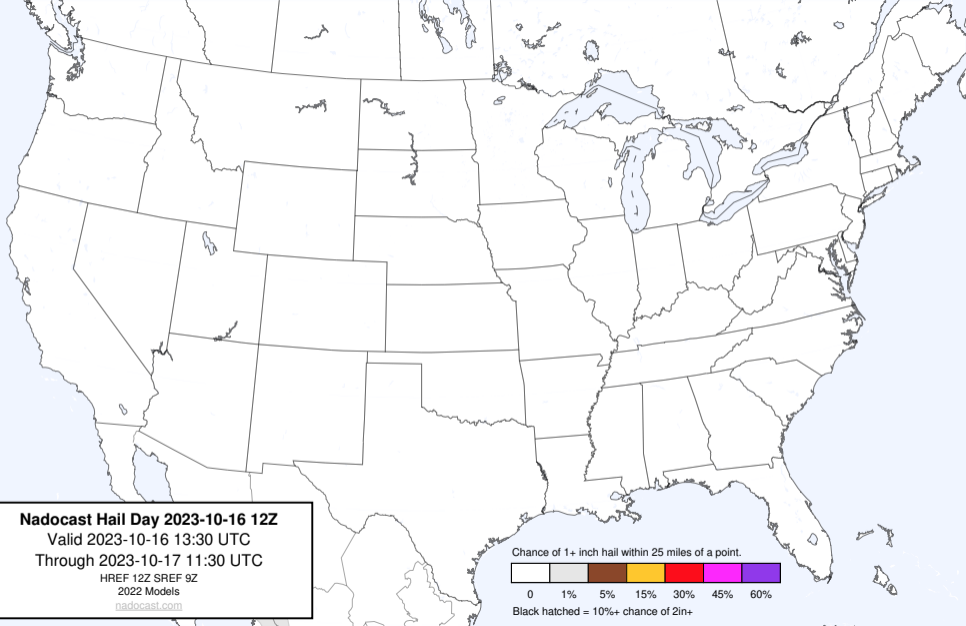 Nadocast Hail Day 2023-10-16 12Z
Valid 2023-10-16 13:30 UTC
Through 2023-10-17 11:30 UTC
HREF 12Z SREF 9Z
2022 Models
nadocast.com
Chance of 1+ inch hail within 25 miles of a point.
0 1% 5% 15% 30% 45% 60%
Black hatched = 10%+ chance of 2in+